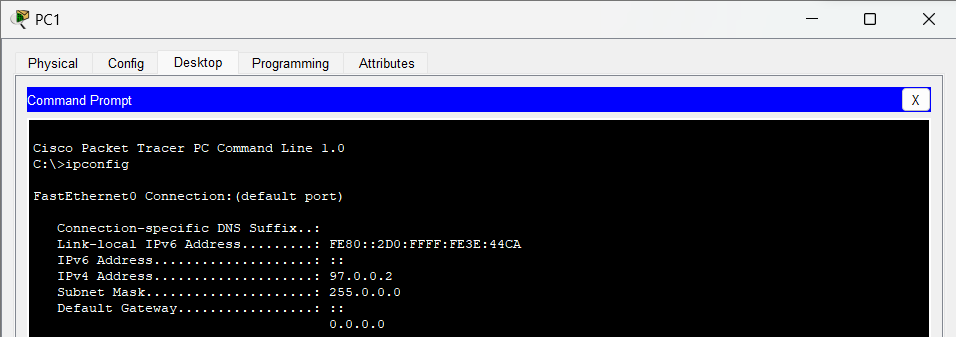 PC1
Physical Config Desktop Programming Attributes
Command Prompt X
Cisco Packet Tracer PC Command Line 1.0
C:\>ipconfig
FastEthernet0 Connection:(default port)
Connection-specific DNS Suffix..:
Link-local IPv6 Address.........: FE80::2D0:FFFF:FE3E:44CA
IPv6 Address....................: ::
IPv4 Address....................: 97.0.0.2
Subnet Mask.....................: 255.0.0.0
Default Gateway.................: ::
0.0.0.0